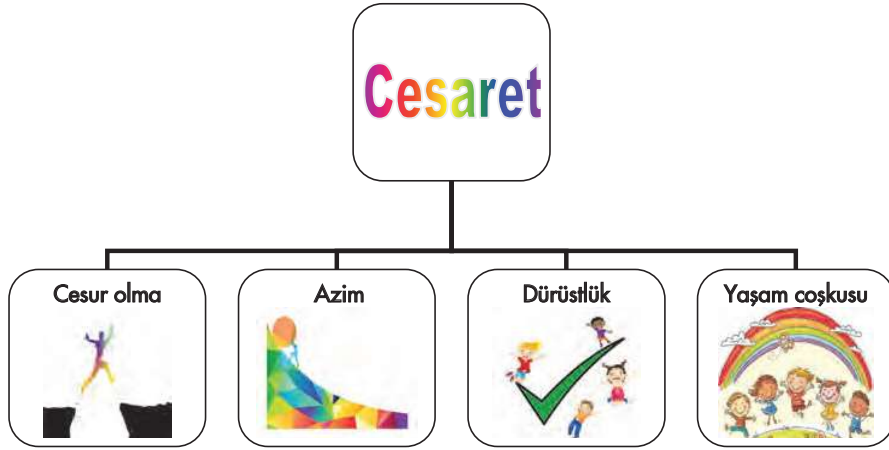 Cesaret
Cesur olma
Azim
Dürüstlük
Yaşam coşkusu